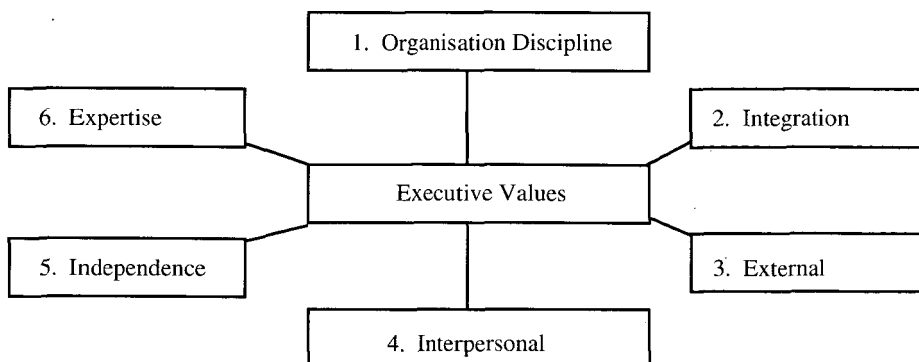 1. Organisation Discipline
6. Expertise
2. Integration
Executive Values
5. Independence
3. External
4. Interpersonal